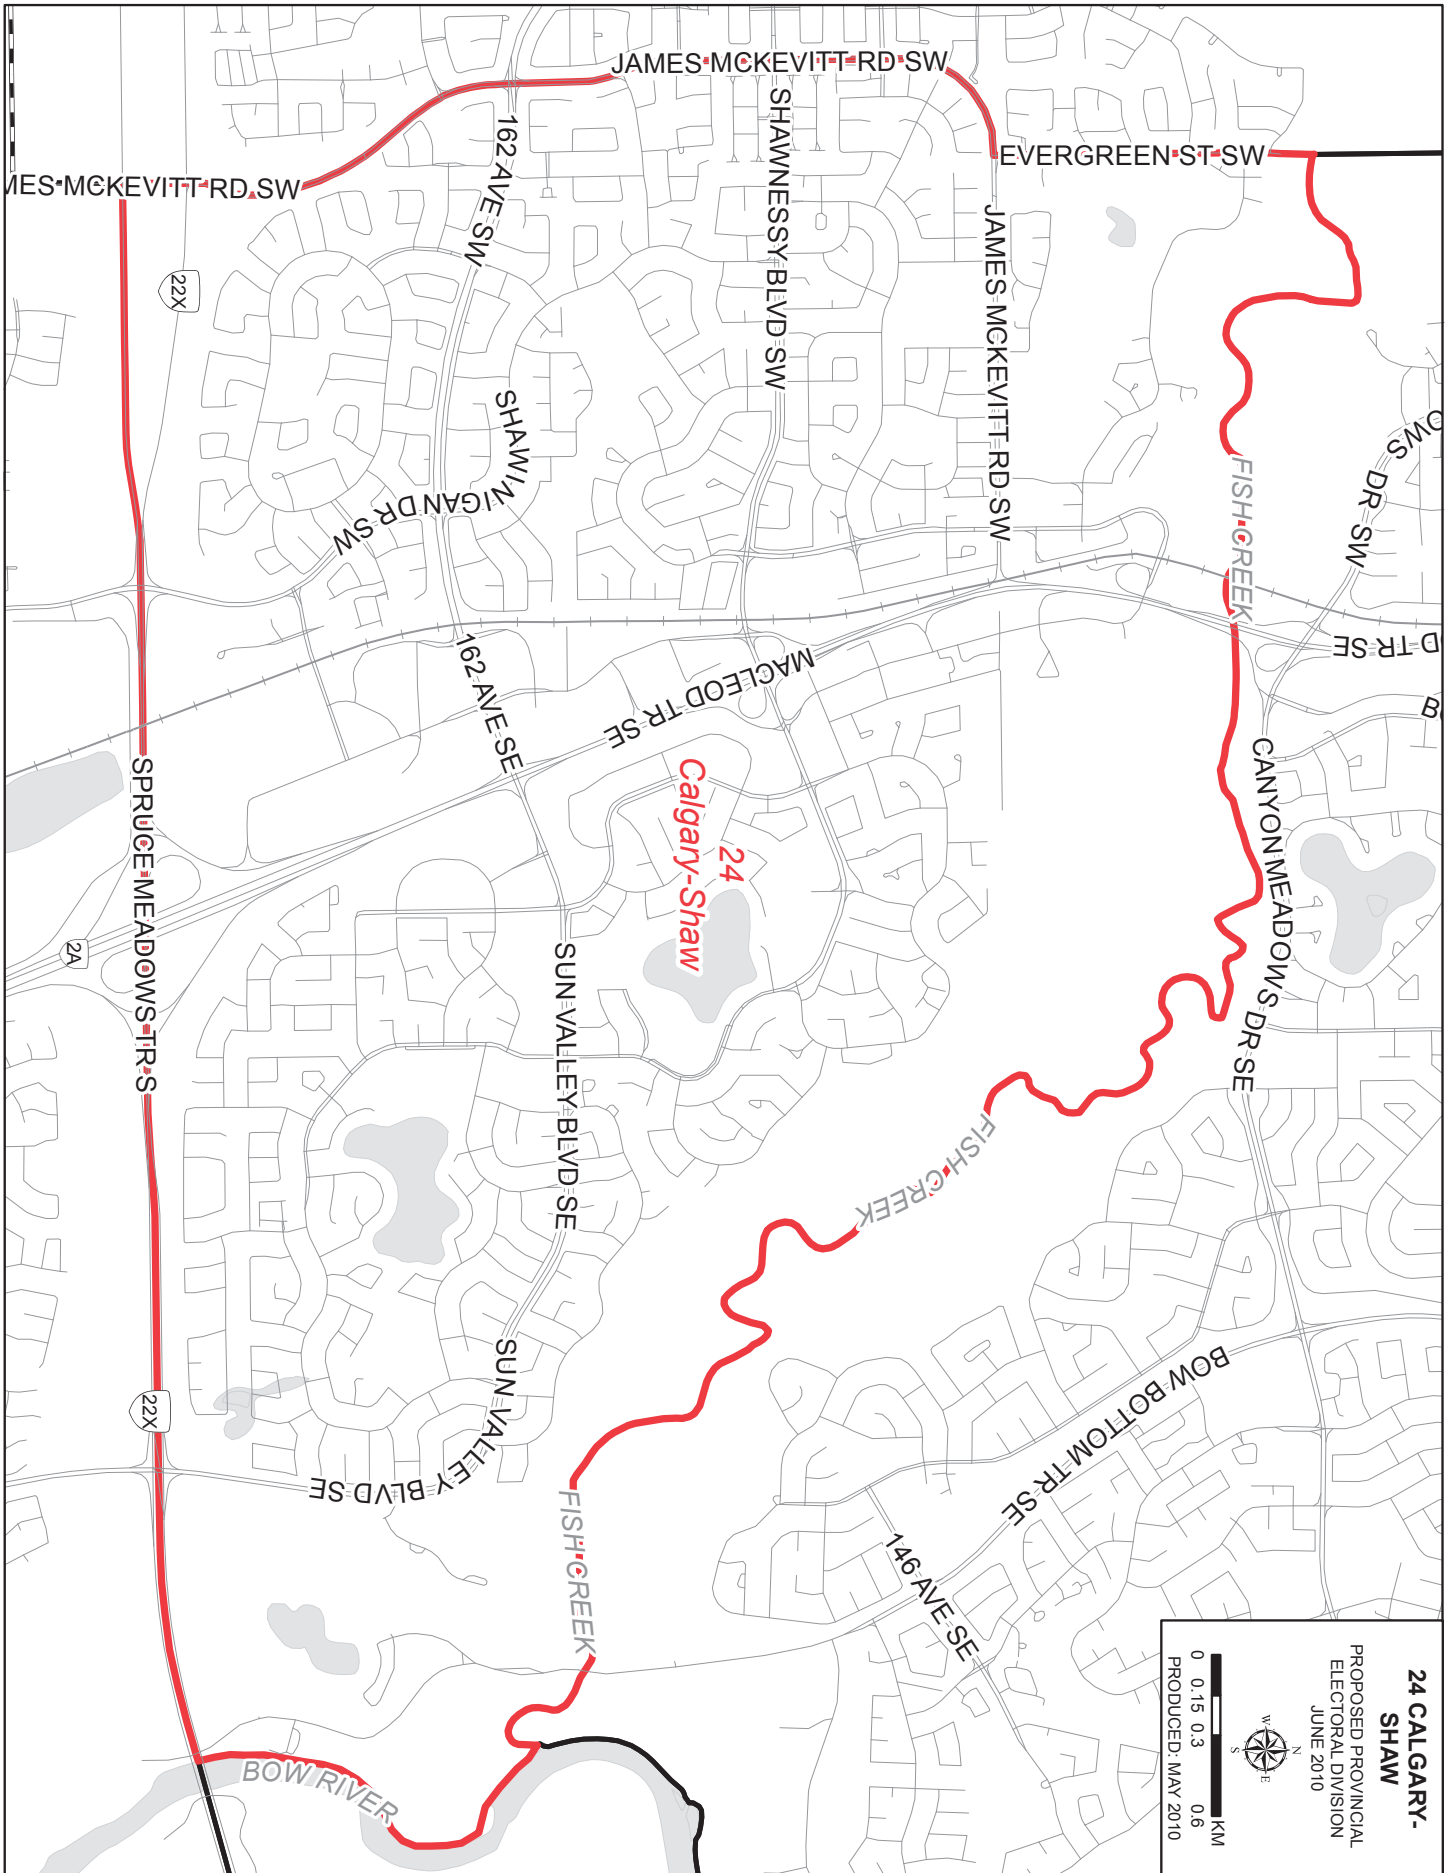 24 CALGARY-
SHAW
PROPOSED PROVINCIAL
ELECTORAL DIVISION
JUNE 2010
N
W
E
S
KM
0 0.15 0.3 0.6
PRODUCED: MAY 2010
OWS DR SW
D TR SE
B
CANYON MEADOWS DR SE
FISH CREEK
EVERGREEN ST SW
JAMES MCKEVITT RD SW
JAMES MCKEVITT RD SW
SHAWNESSY BLVD SW
162 AVE SW
MES MCKEVITT RD SW
22X
SHAWINIGAN DR SW
162 AVE SE
MACLEOD TR SE
24
Calgary-Shaw
SPRUCE MEADOWS TR S
2A
SUN VALLEY BLVD SE
SUN VALLEY BLVD SE
22X
FISH CREEK
FISH CREEK
BOW BOTTOM TR SE
146 AVE SE
BOW RIVER